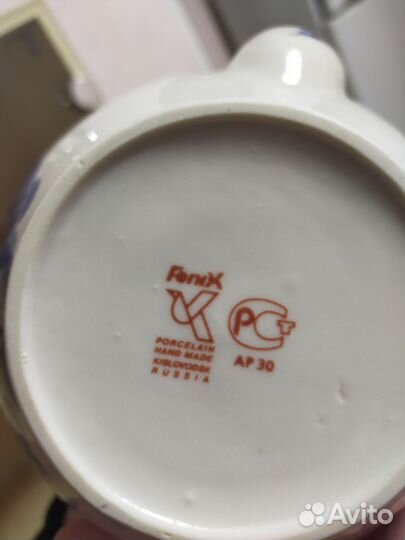 FeniX
PORCELAIN
HAND MADE
KISLOVODSK
RUSSIA
РСТ
АР 30
Avito